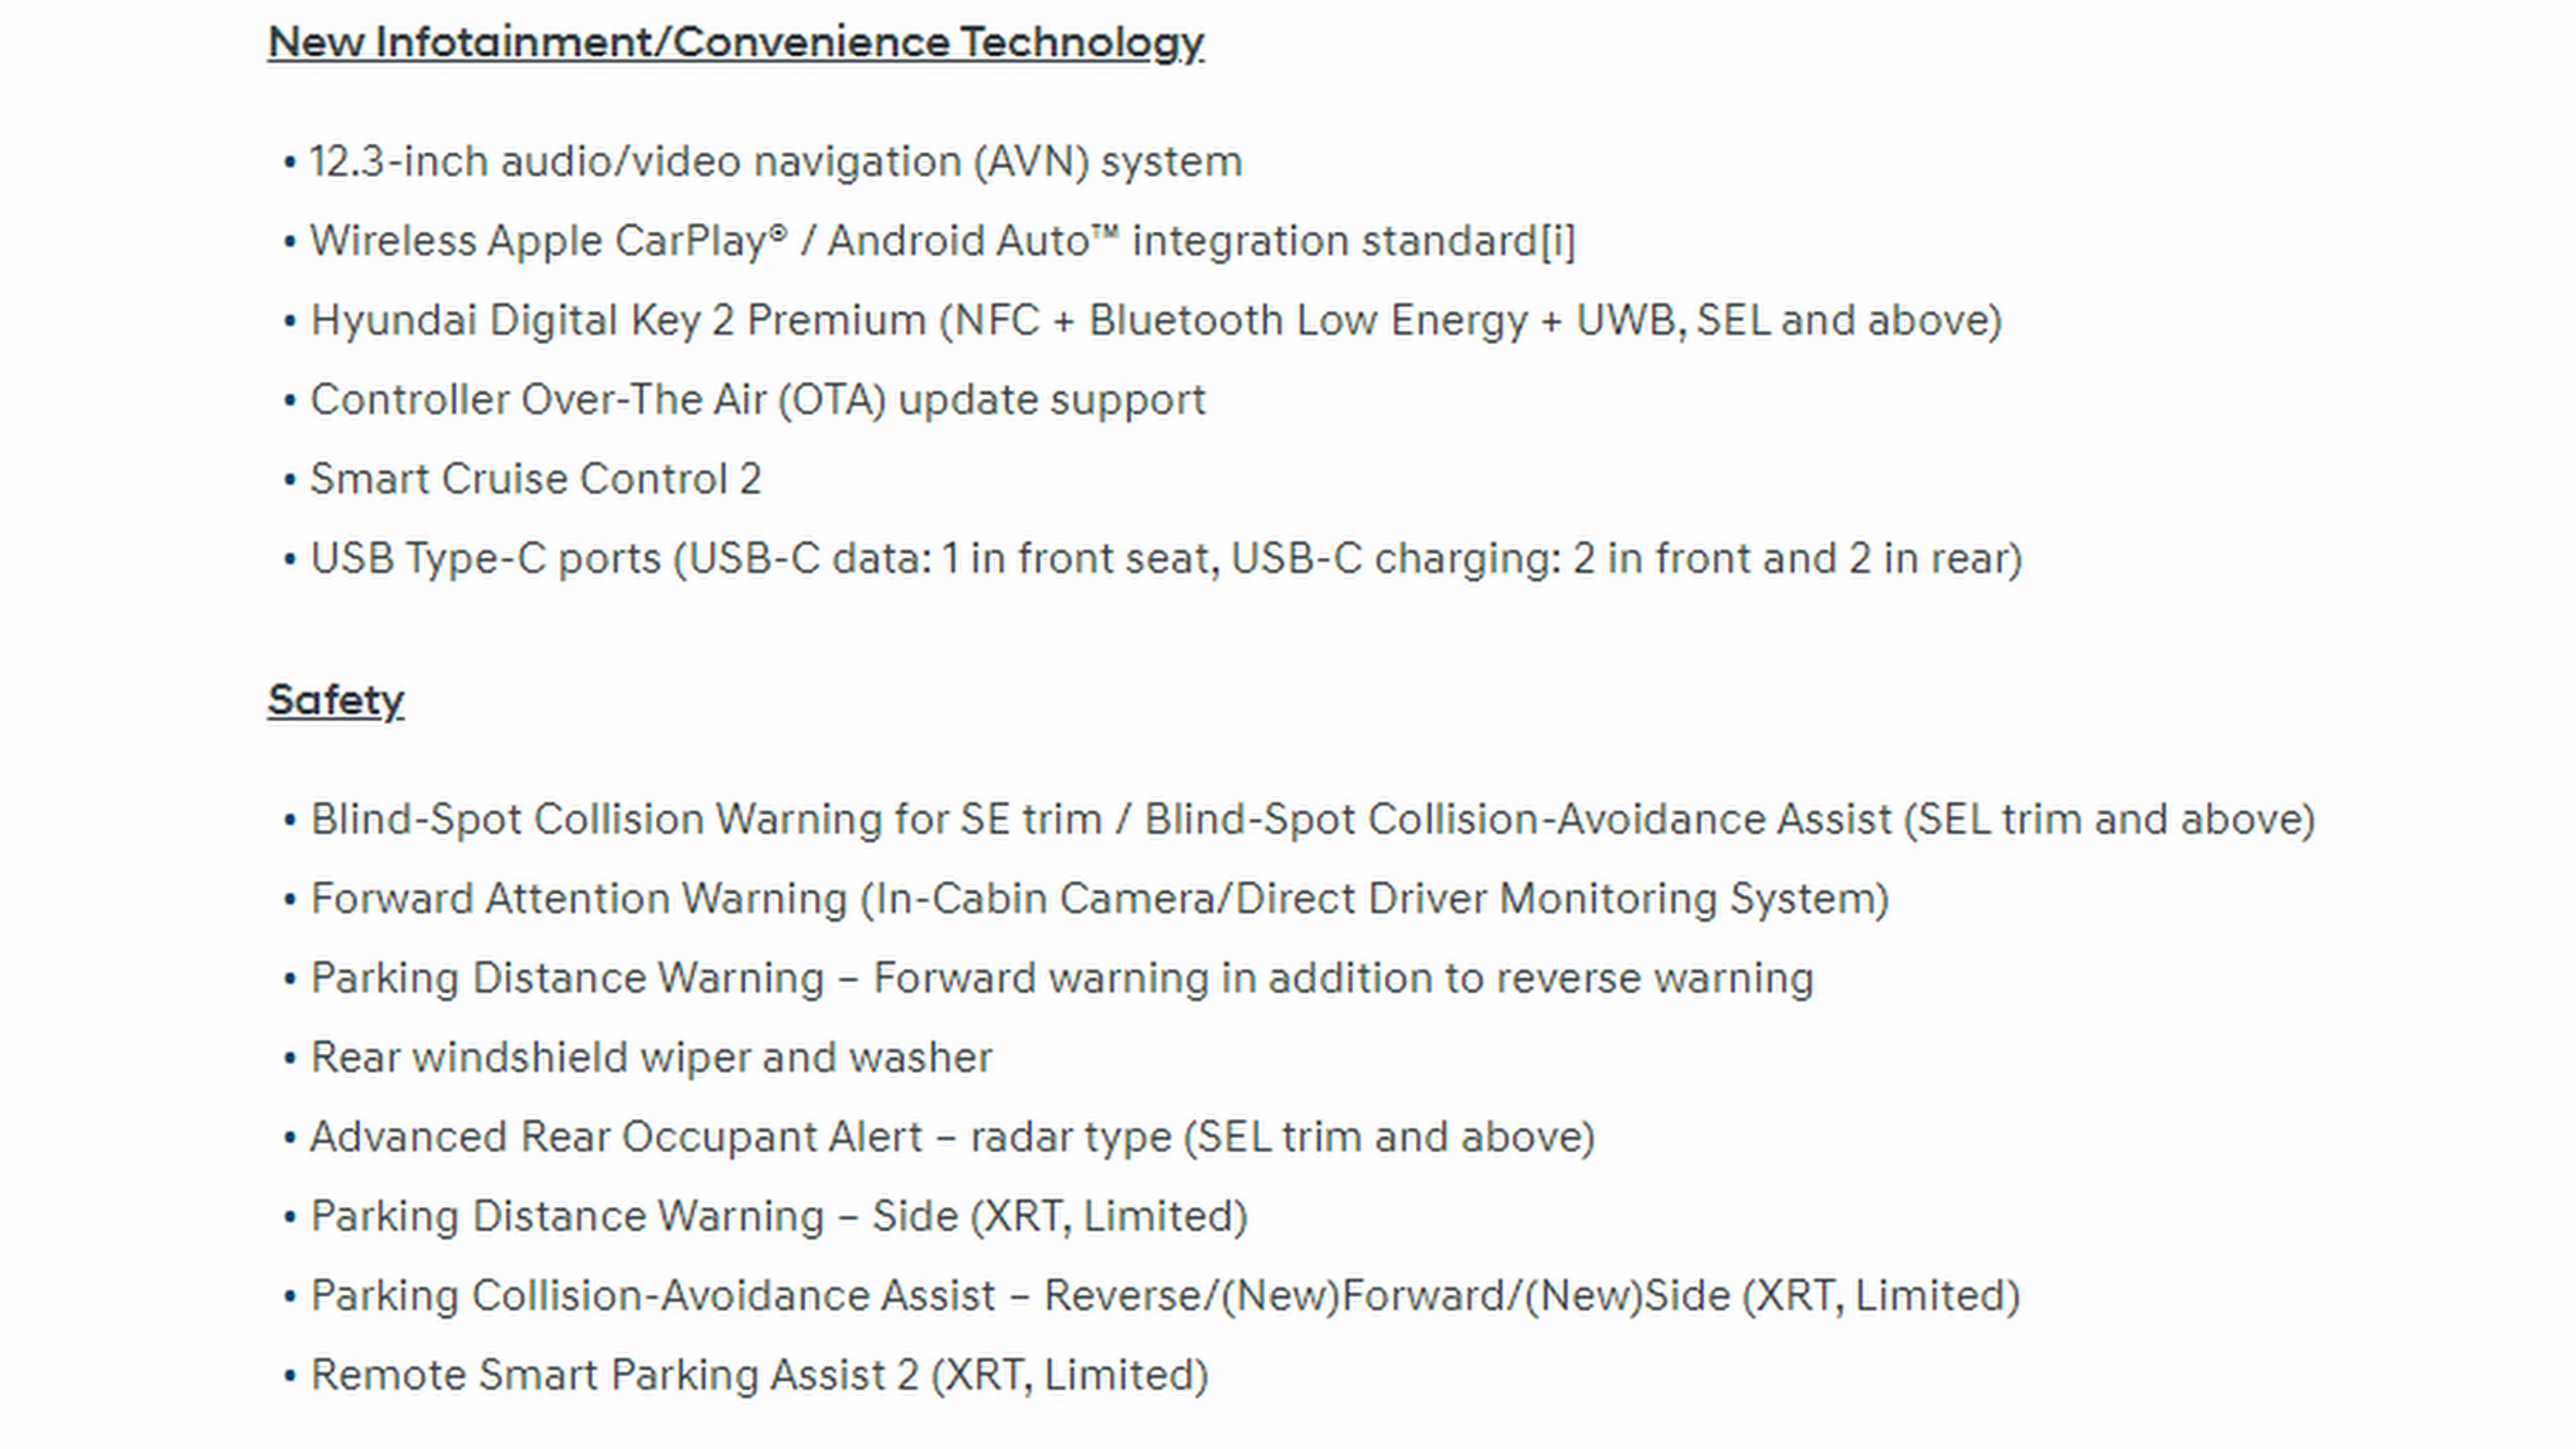 New Infotainment/Convenience Technology
• 12.3-inch audio/video navigation (AVN) system
• Wireless Apple CarPlay® / Android Auto™ integration standard[i]
• Hyundai Digital Key 2 Premium (NFC + Bluetooth Low Energy + UWB, SEL and above)
• Controller Over-The Air (OTA) update support
• Smart Cruise Control 2
• USB Type-C ports (USB-C data: 1 in front seat, USB-C charging: 2 in front and 2 in rear)
Safety
• Blind-Spot Collision Warning for SE trim / Blind-Spot Collision-Avoidance Assist (SEL trim and above)
• Forward Attention Warning (In-Cabin Camera/Direct Driver Monitoring System)
• Parking Distance Warning – Forward warning in addition to reverse warning
• Rear windshield wiper and washer
• Advanced Rear Occupant Alert – radar type (SEL trim and above)
• Parking Distance Warning – Side (XRT, Limited)
• Parking Collision-Avoidance Assist – Reverse/(New)Forward/(New)Side (XRT, Limited)
• Remote Smart Parking Assist 2 (XRT, Limited)